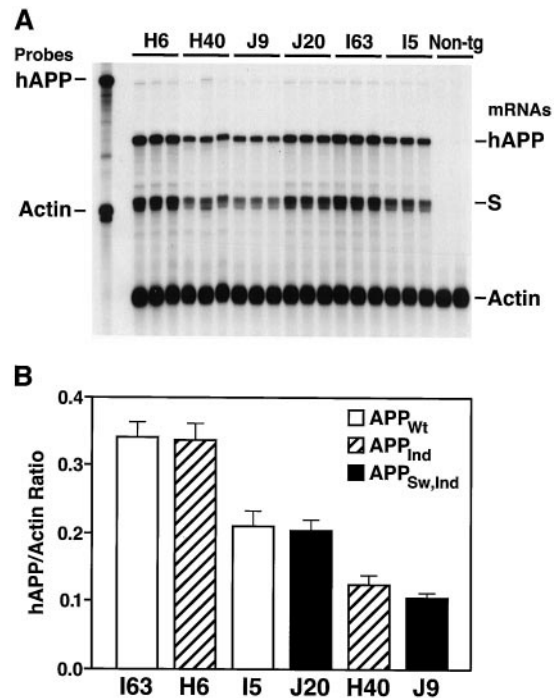 A
Probes H6 H40 J9 J20 I63 I5 Non-tg
hAPP–
mRNAs
–hAPP
Actin– –S
–Actin
B
hAPP/Actin Ratio
0.4
0.3
0.2
0.1
0.0
APPWt
APPInd
APPSw,Ind
I63 H6 I5 J20 H40 J9